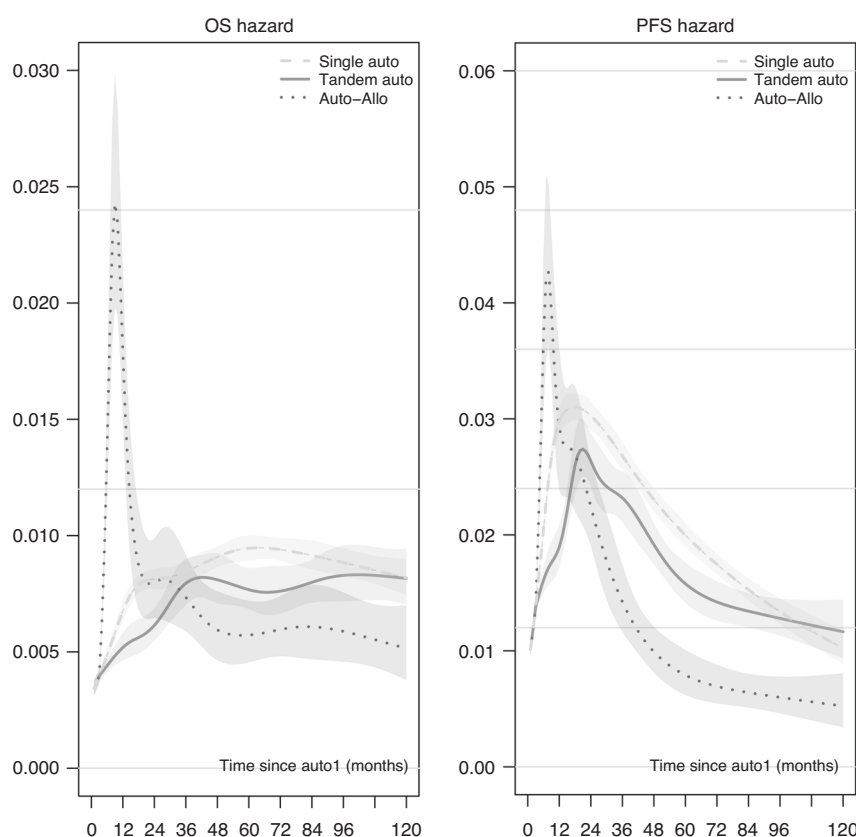 OS hazard
Single auto
Tandem auto
Auto–Allo
0.030
0.025
0.020
0.015
0.010
0.005
0.000
Time since auto1 (months)
0 12 24 36 48 60 72 84 96 120
PFS hazard
Single auto
Tandem auto
Auto–Allo
0.06
0.05
0.04
0.03
0.02
0.01
0.00
Time since auto1 (months)
0 12 24 36 48 60 72 84 96 120